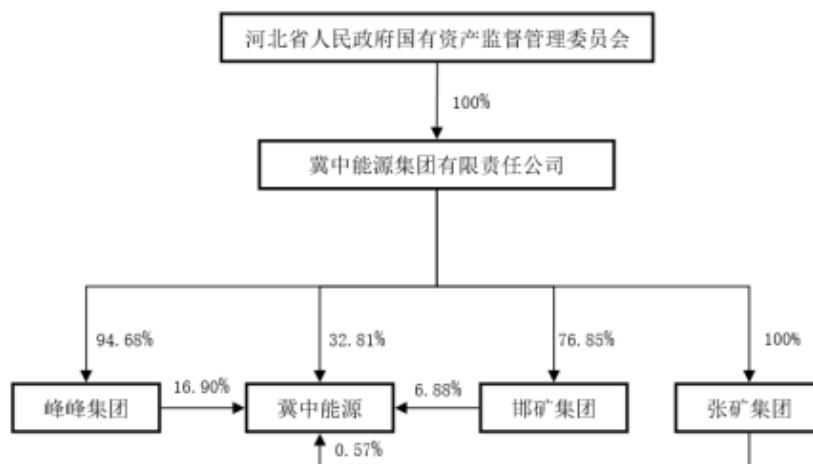 河北省人民政府国有资产监督管理委员会
100%
冀中能源集团有限责任公司
94.68%
32.81%
76.85%
100%
峰峰集团
16.90%
冀中能源
6.88%
邯矿集团
张矿集团
0.57%